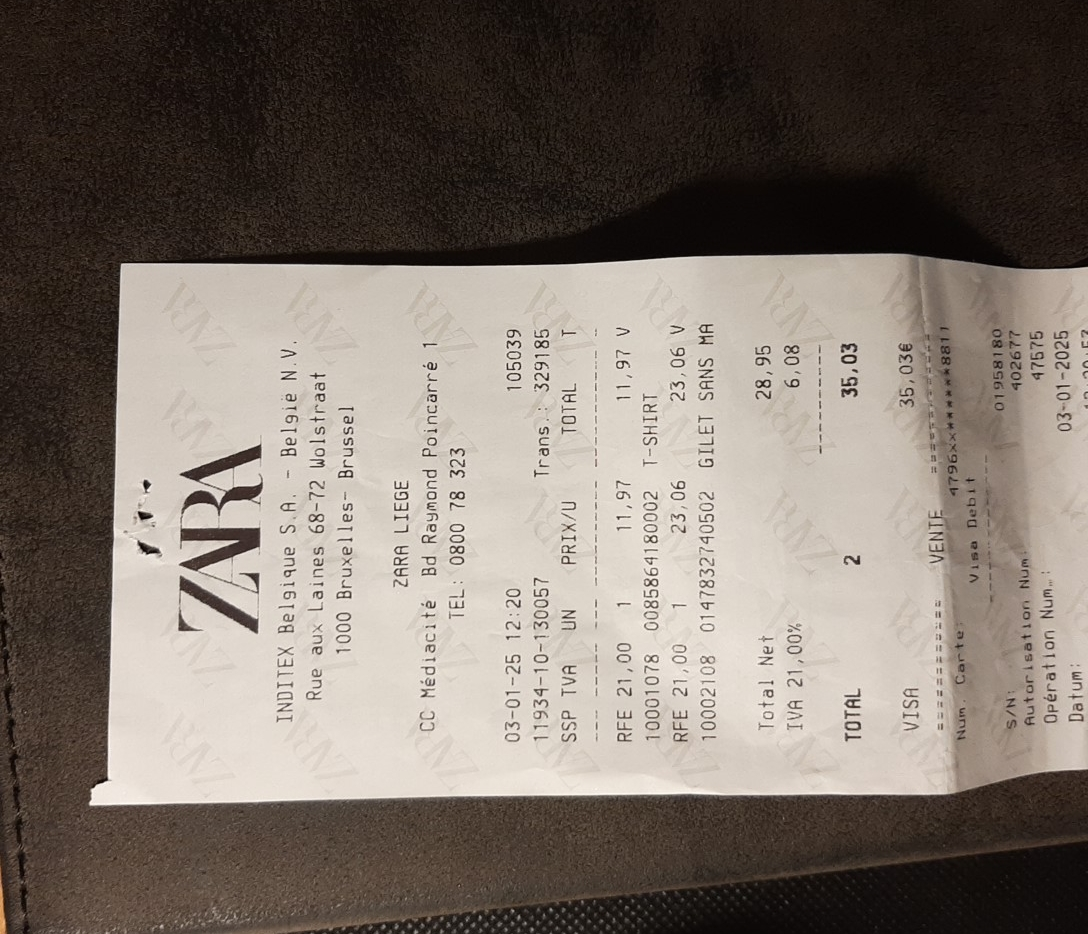 ZARA
INDITEX Belgique S.A. - België N.V.
Rue aux Laines 68-72 Wolstraat
1000 Bruxelles- Brussel
ZARA LIEGE
CC Médiacité Bd Raymond Poincarré 1
TEL: 0800 78 323
03-01-25 12:20 105039
11934-10-130057 Trans.: 329185
SSP TVA UN PRIX/U TOTAL T
RFE 21,00 1 11,97 11,97 V
10001078 0085864180002 T-SHIRT
RFE 21,00 1 23,06 23,06 V
10002108 0147832740502 GILET SANS MA
Total Net 28,95
IVA 21,00% 6,08
---------
TOTAL 2 35,03
VISA 35,03€
=========== VENTE ===========
Num. Carte: 4796xx******8811
Visa Debit
S/N: 01958180
Autorisation Num: 402677
Opération Num.: 47575
Datum: 03-01-2025